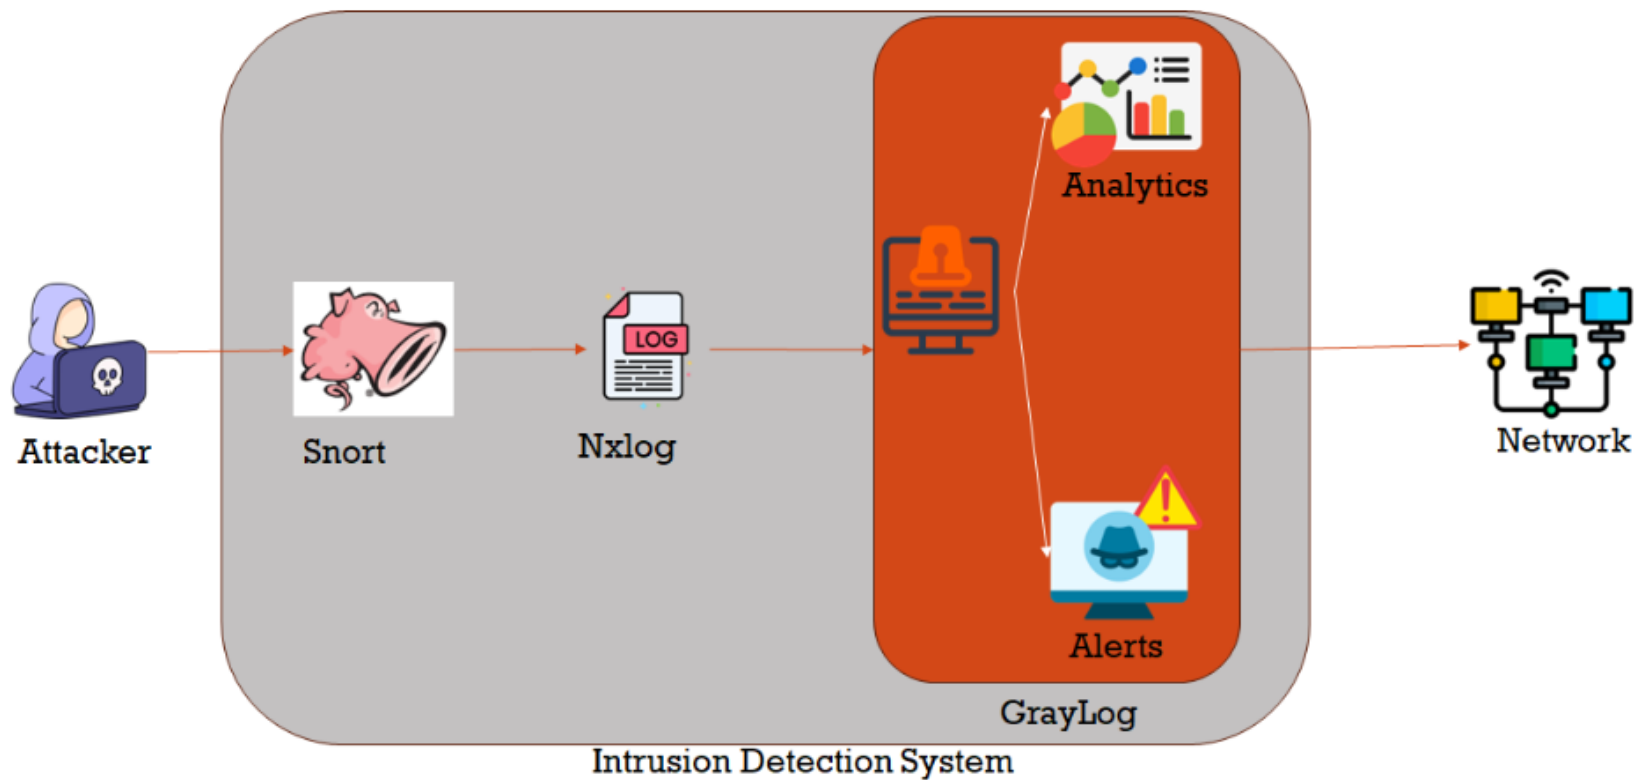 Analytics
LOG
Attacker
Snort
Nxlog
Network
Alerts
GrayLog
Intrusion Detection System